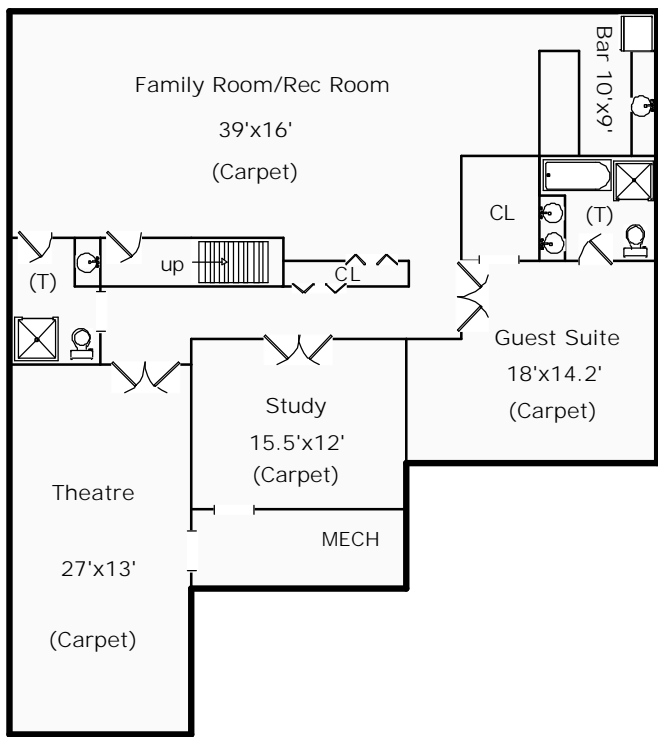 Family Room/Rec Room
39'x16'
(Carpet)
Bar 10'x9'
CL
(T)
(T)
up
CL
Guest Suite
18'x14.2'
(Carpet)
Study
15.5'x12'
(Carpet)
Theatre
27'x13'
(Carpet)
MECH